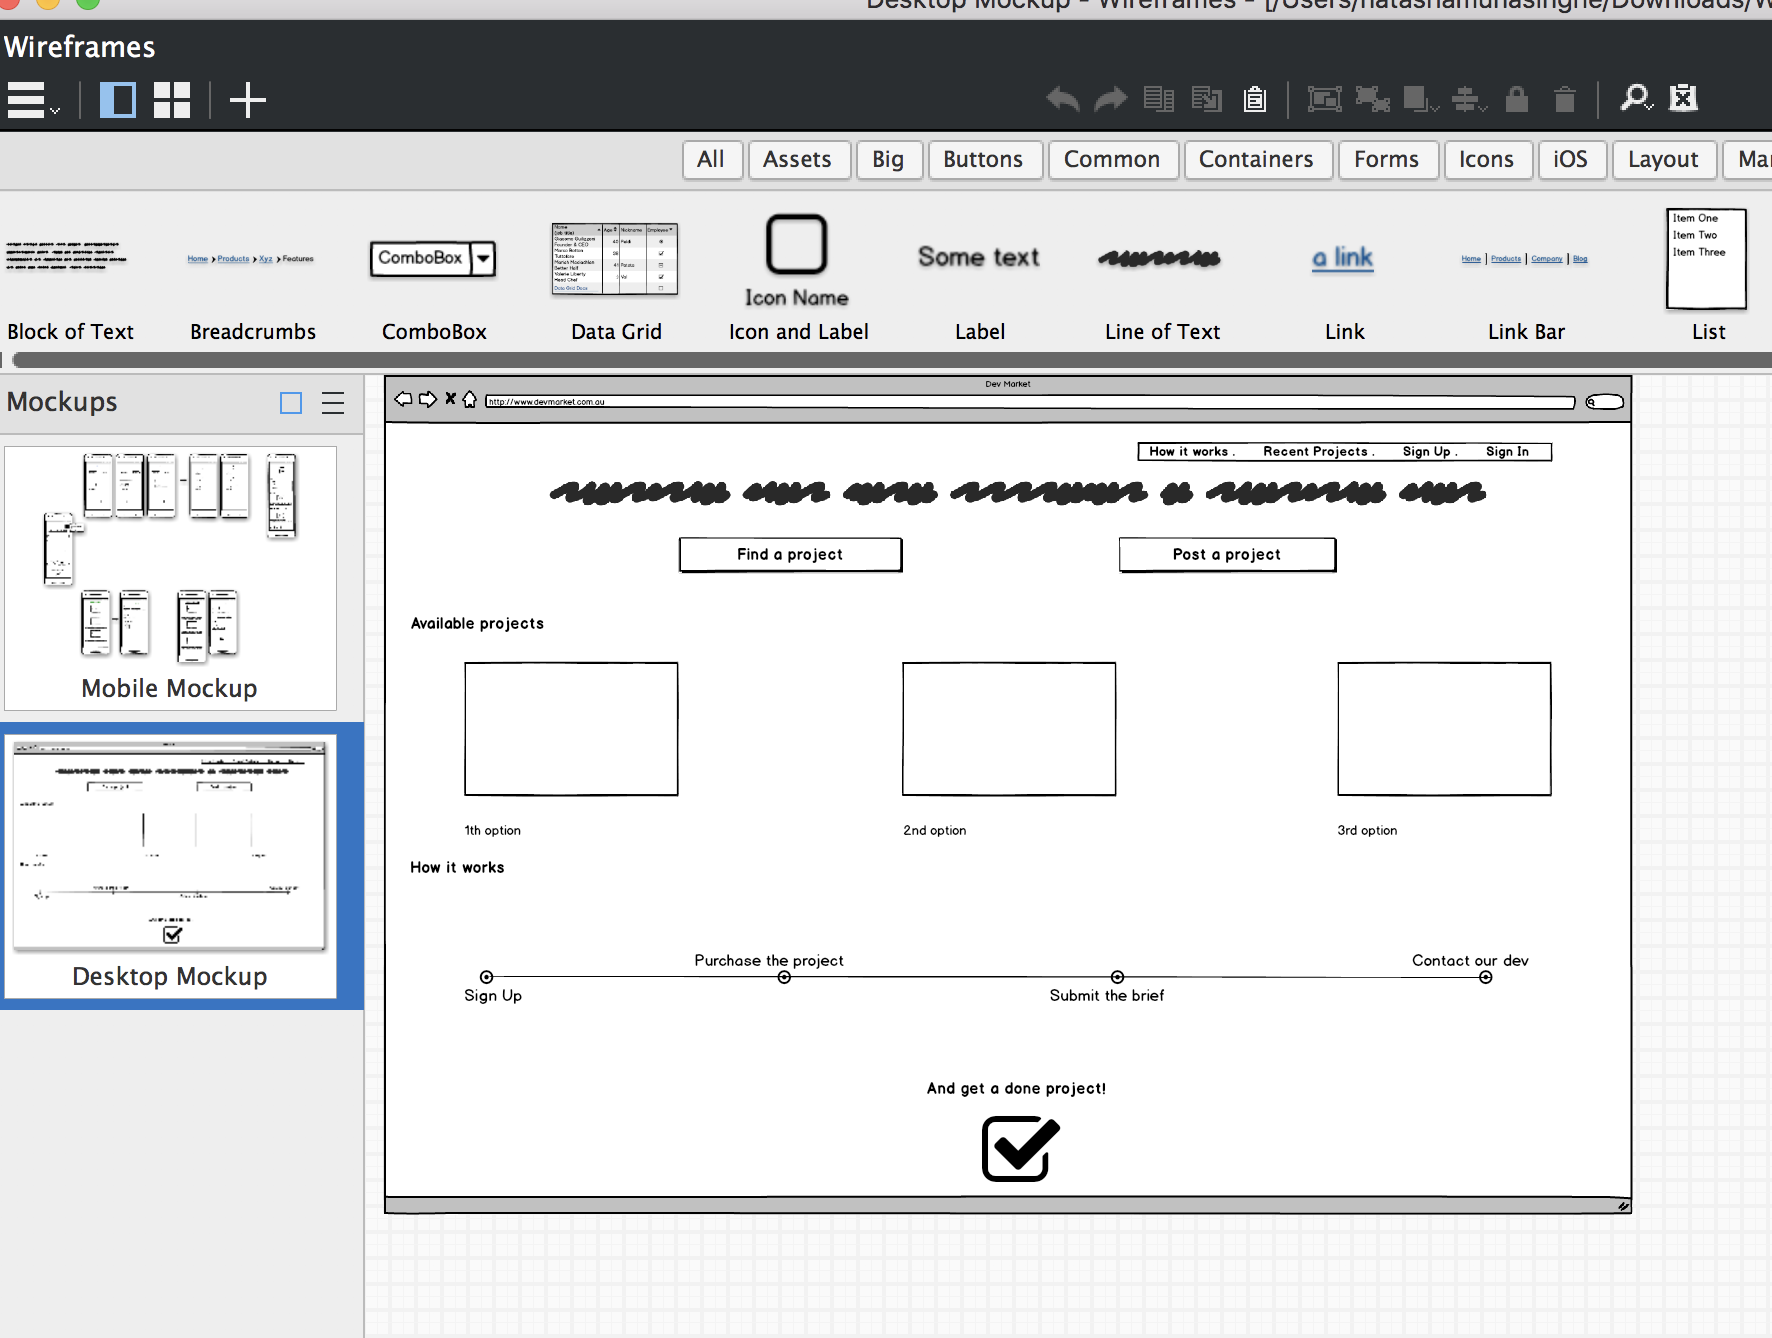 Desktop Mockup - Wireframes - [/Users/natashamunasinghe/Downloads/W
Wireframes
All Assets Big Buttons Common Containers Forms Icons iOS Layout Mar
Home Products Xyz Features
ComboBox
Icon Name
Some text
a link
Home Products Company Blog
Item One
Item Two
Item Three
Block of Text Breadcrumbs ComboBox Data Grid Icon and Label Label Line of Text Link Link Bar List
Mockups
Mobile Mockup
Desktop Mockup
Dev Market
http://www.devmarket.com.au
How it works . Recent Projects . Sign Up . Sign In
Find a project Post a project
Available projects
1th option 2nd option 3rd option
How it works
Purchase the project Contact our dev
Sign Up Submit the brief
And get a done project!